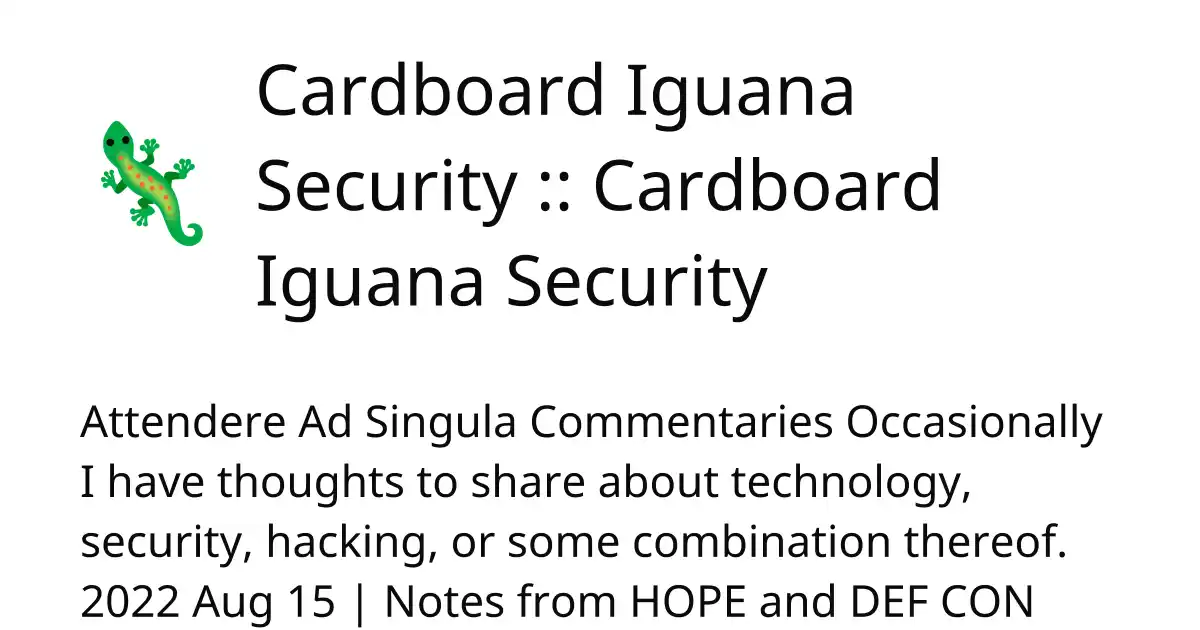 Cardboard Iguana
Security :: Cardboard
Iguana Security
Attendere Ad Singula Commentaries Occasionally
I have thoughts to share about technology,
security, hacking, or some combination thereof.
2022 Aug 15 | Notes from HOPE and DEF CON